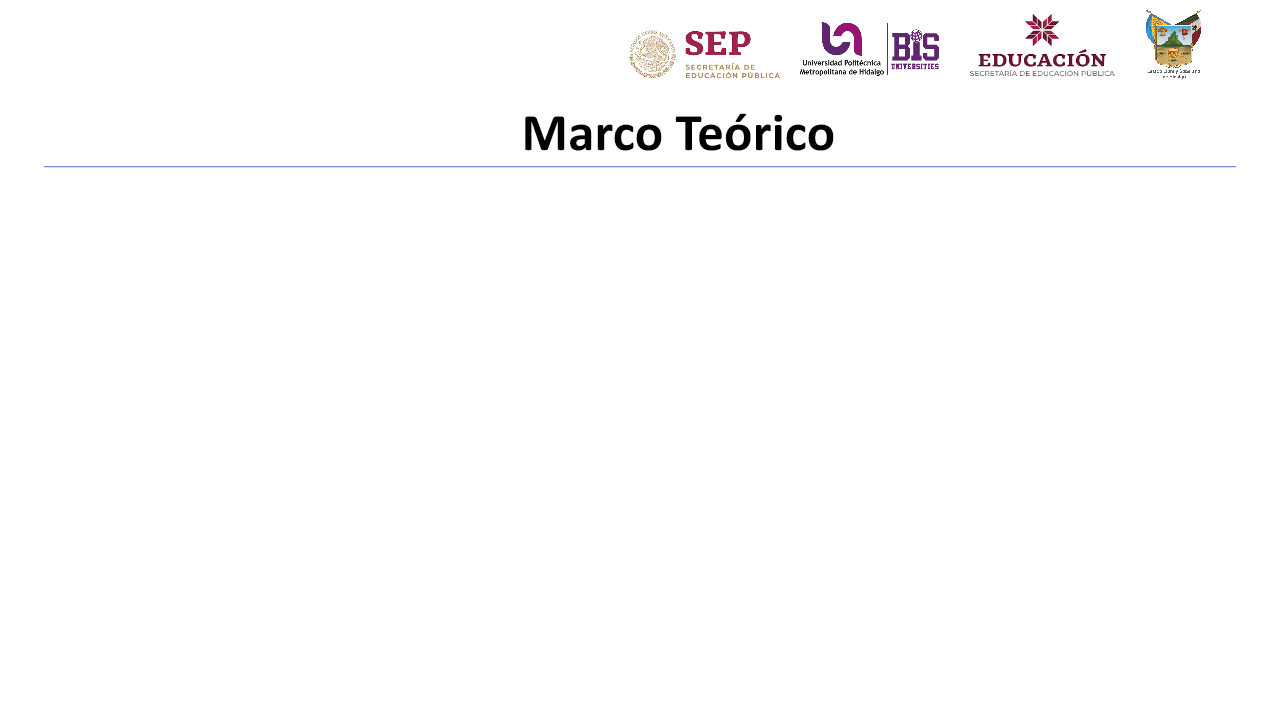 SEP
SECRETARÍA DE
EDUCACIÓN PÚBLICA
Universidad Politécnica
Metropolitana de Hidalgo
BIS
UNIVERSITIES
EDUCACIÓN
SECRETARÍA DE EDUCACIÓN PÚBLICA
Marco Teórico